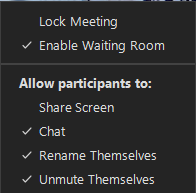 Lock Meeting
Enable Waiting Room
Allow participants to:
Share Screen
Chat
Rename Themselves
Unmute Themselves